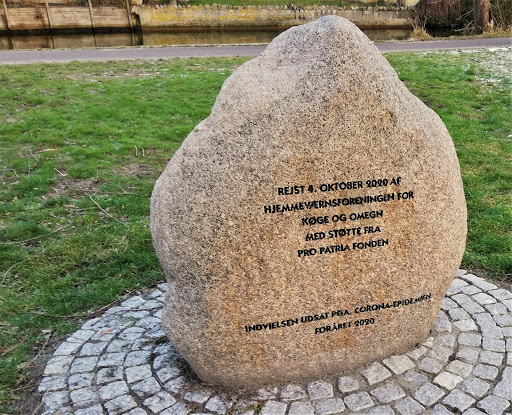 REJST 4. OKTOBER 2020 AF
HJEMMEVÆRNSFORENINGEN FOR
KØGE OG OMEGN
MED STØTTE FRA
PRO PATRIA FONDEN
INDVIELSEN UDSAT PGA. CORONA-EPIDEMIEN
FORÅRET 2020